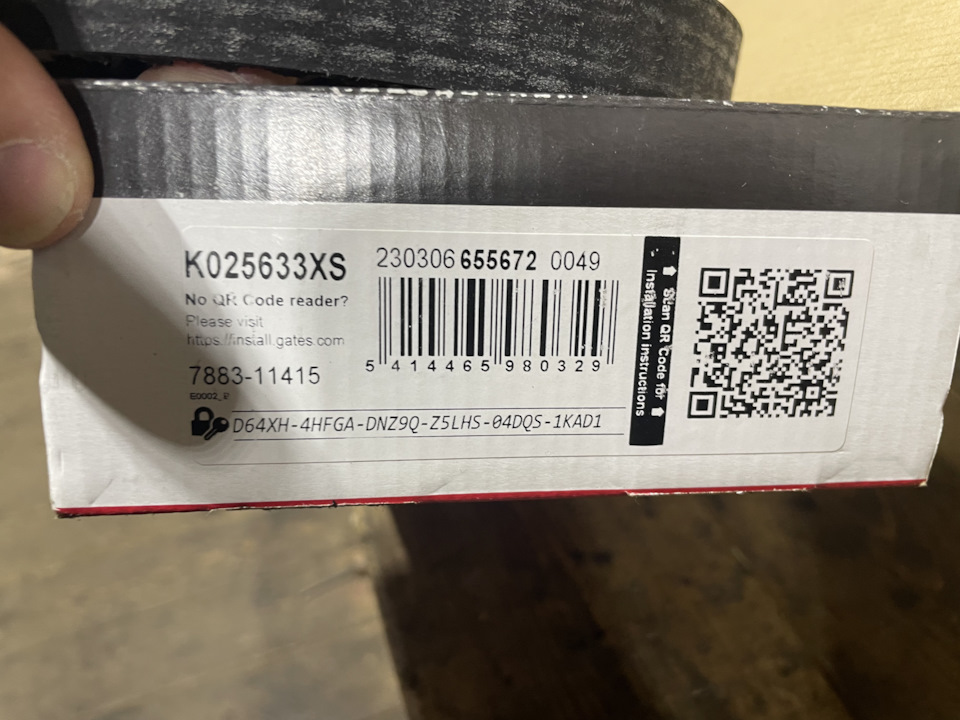 K025633XS
230306 655672 0049
No QR Code reader?
Please visit
https://install.gates.com
5 414465 980329
7883-11415
E0002_R
D64XH-4HFGA-DNZ9Q-Z5LHS-04DQS-1KAD1
Scan QR Code for
Installation instructions